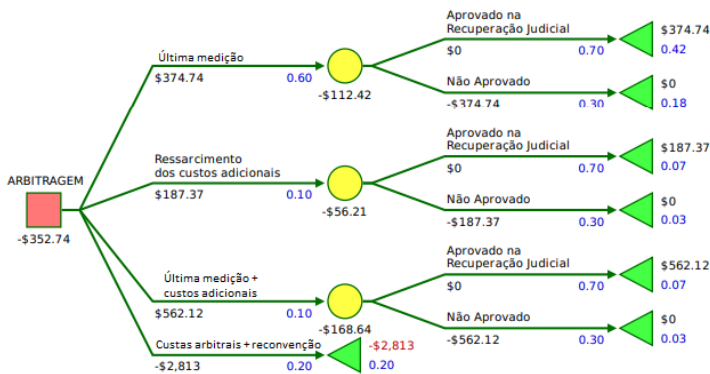 Aprovado na
Recuperação Judicial
$0 0.70
$374.74
0.42
Última medição
$374.74 0.60
-$112.42
Não Aprovado
-$374.74 0.30
$0
0.18
Aprovado na
Recuperação Judicial
$0 0.70
$187.37
0.07
Ressarcimento
dos custos adicionais
$187.37 0.10
-$56.21
Não Aprovado
-$187.37 0.30
$0
0.03
ARBITRAGEM
-$352.74
Aprovado na
Recuperação Judicial
$0 0.70
$562.12
0.07
Última medição +
custos adicionais
$562.12 0.10
-$168.64
Não Aprovado
-$562.12 0.30
$0
0.03
Custas arbitrais + reconvenção
-$2,813 0.20
-$2,813
0.20